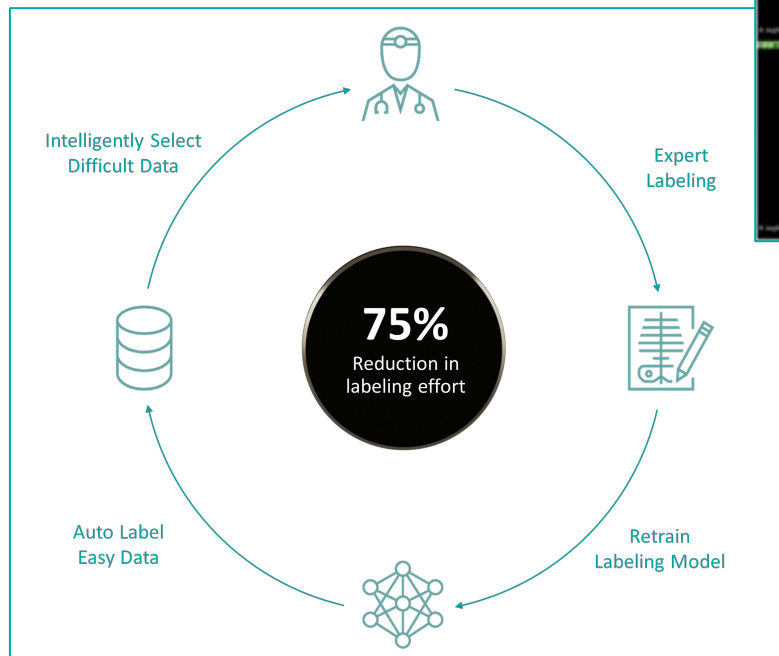 Intelligently Select
Difficult Data
Expert
Labeling
75%
Reduction in
labeling effort
Auto Label
Easy Data
Retrain
Labeling Model